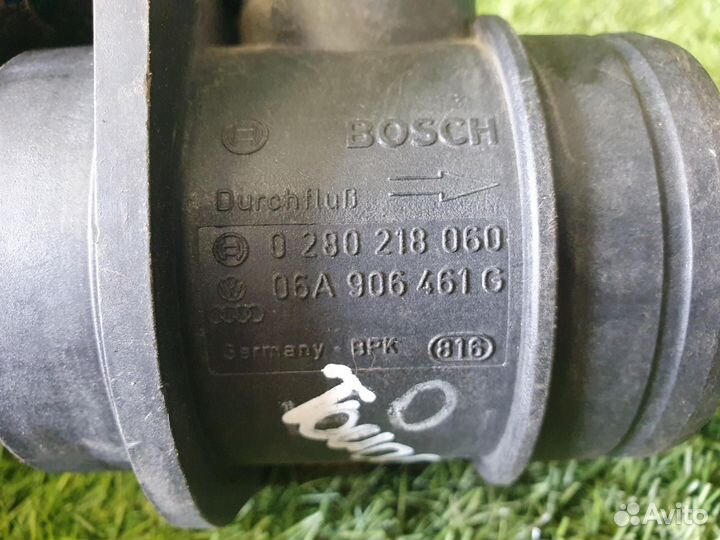 BOSCH
Durchfluß
0 280 218 060
06A 906 461 G
Germany - BPK 816
Avito